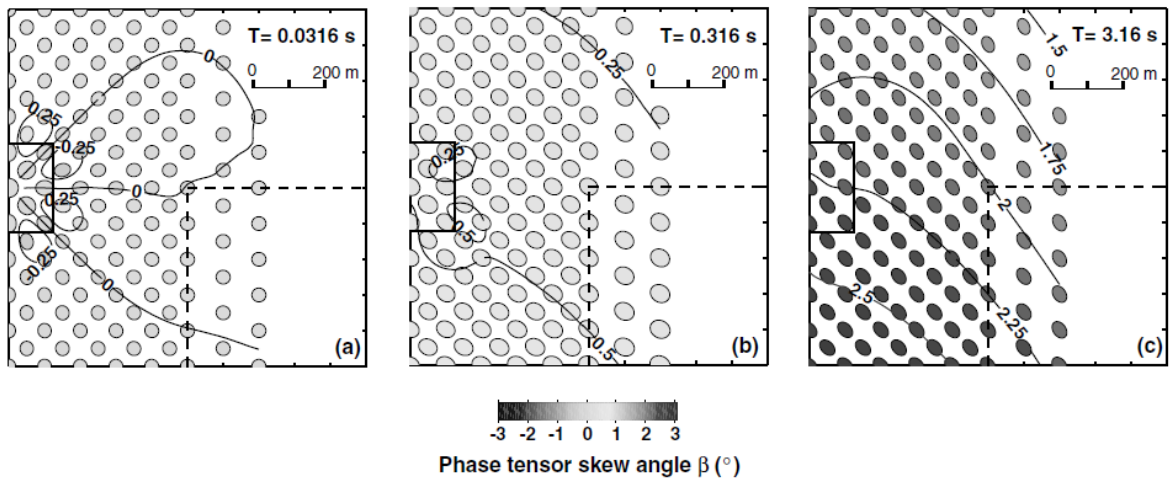 T= 0.0316 s
0 200 m
0
0.25
-0.25
0
0.25
-0.25
0
(a)
T= 0.316 s
0 200 m
0.25
0.25
0.5
0.5
(b)
T= 3.16 s
0 200 m
1.5
1.75
2
2.25
2.5
(c)
-3 -2 -1 0 1 2 3
Phase tensor skew angle β (°)